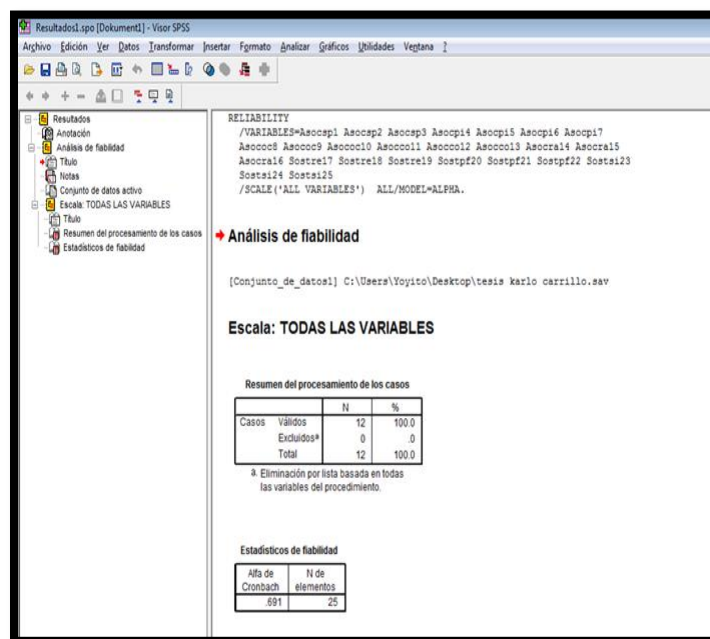 Resultados1.spo [Dokument1] - Visor SPSS
Archivo Edición Ver Datos Transformar Insertar Formato Analizar Gráficos Utilidades Ventana ?
Resultados
Anotación
Análisis de fiabilidad
Título
Notas
Conjunto de datos activo
Escala: TODAS LAS VARIABLES
Título
Resumen del procesamiento de los casos
Estadísticos de fiabilidad
RELIABILITY
/VARIABLES=Asocsp1 Asocsp2 Asocsp3 Asocpi4 Asocpi5 Asocpi6 Asocpi7
Asococ8 Asococ9 Asococ10 Asocco11 Asocco12 Asocco13 Asocra14 Asocra15
Asocra16 Sostre17 Sostre18 Sostre19 Sostpf20 Sostpf21 Sostpf22 Sostsi23
Sostsi24 Sostsi25
/SCALE('ALL VARIABLES') ALL/MODEL=ALPHA.
Análisis de fiabilidad
[Conjunto_de_datos1] C:\Users\Yoyito\Desktop\tesis karlo carrillo.sav
Escala: TODAS LAS VARIABLES
Resumen del procesamiento de los casos
N %
Casos Válidos 12 100.0
Excluidosª 0 .0
Total 12 100.0
a. Eliminación por lista basada en todas
las variables del procedimiento.
Estadísticos de fiabilidad
Alfa de N de
Cronbach elementos
.691 25